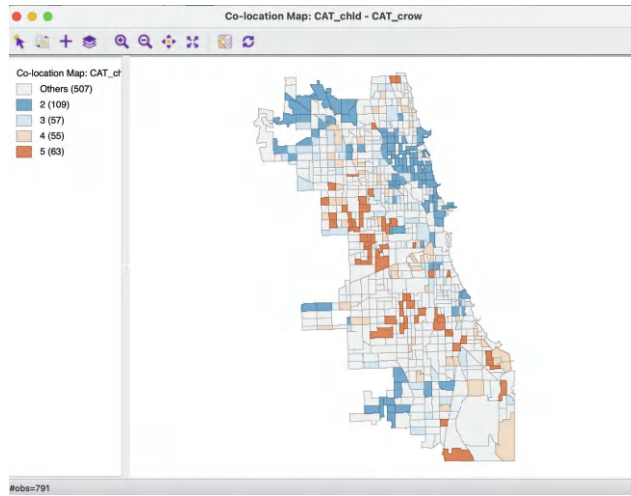 Co-location Map: CAT_chld - CAT_crow
Co-location Map: CAT_ch
Others (507)
2 (109)
3 (57)
4 (55)
5 (63)
#obs=791